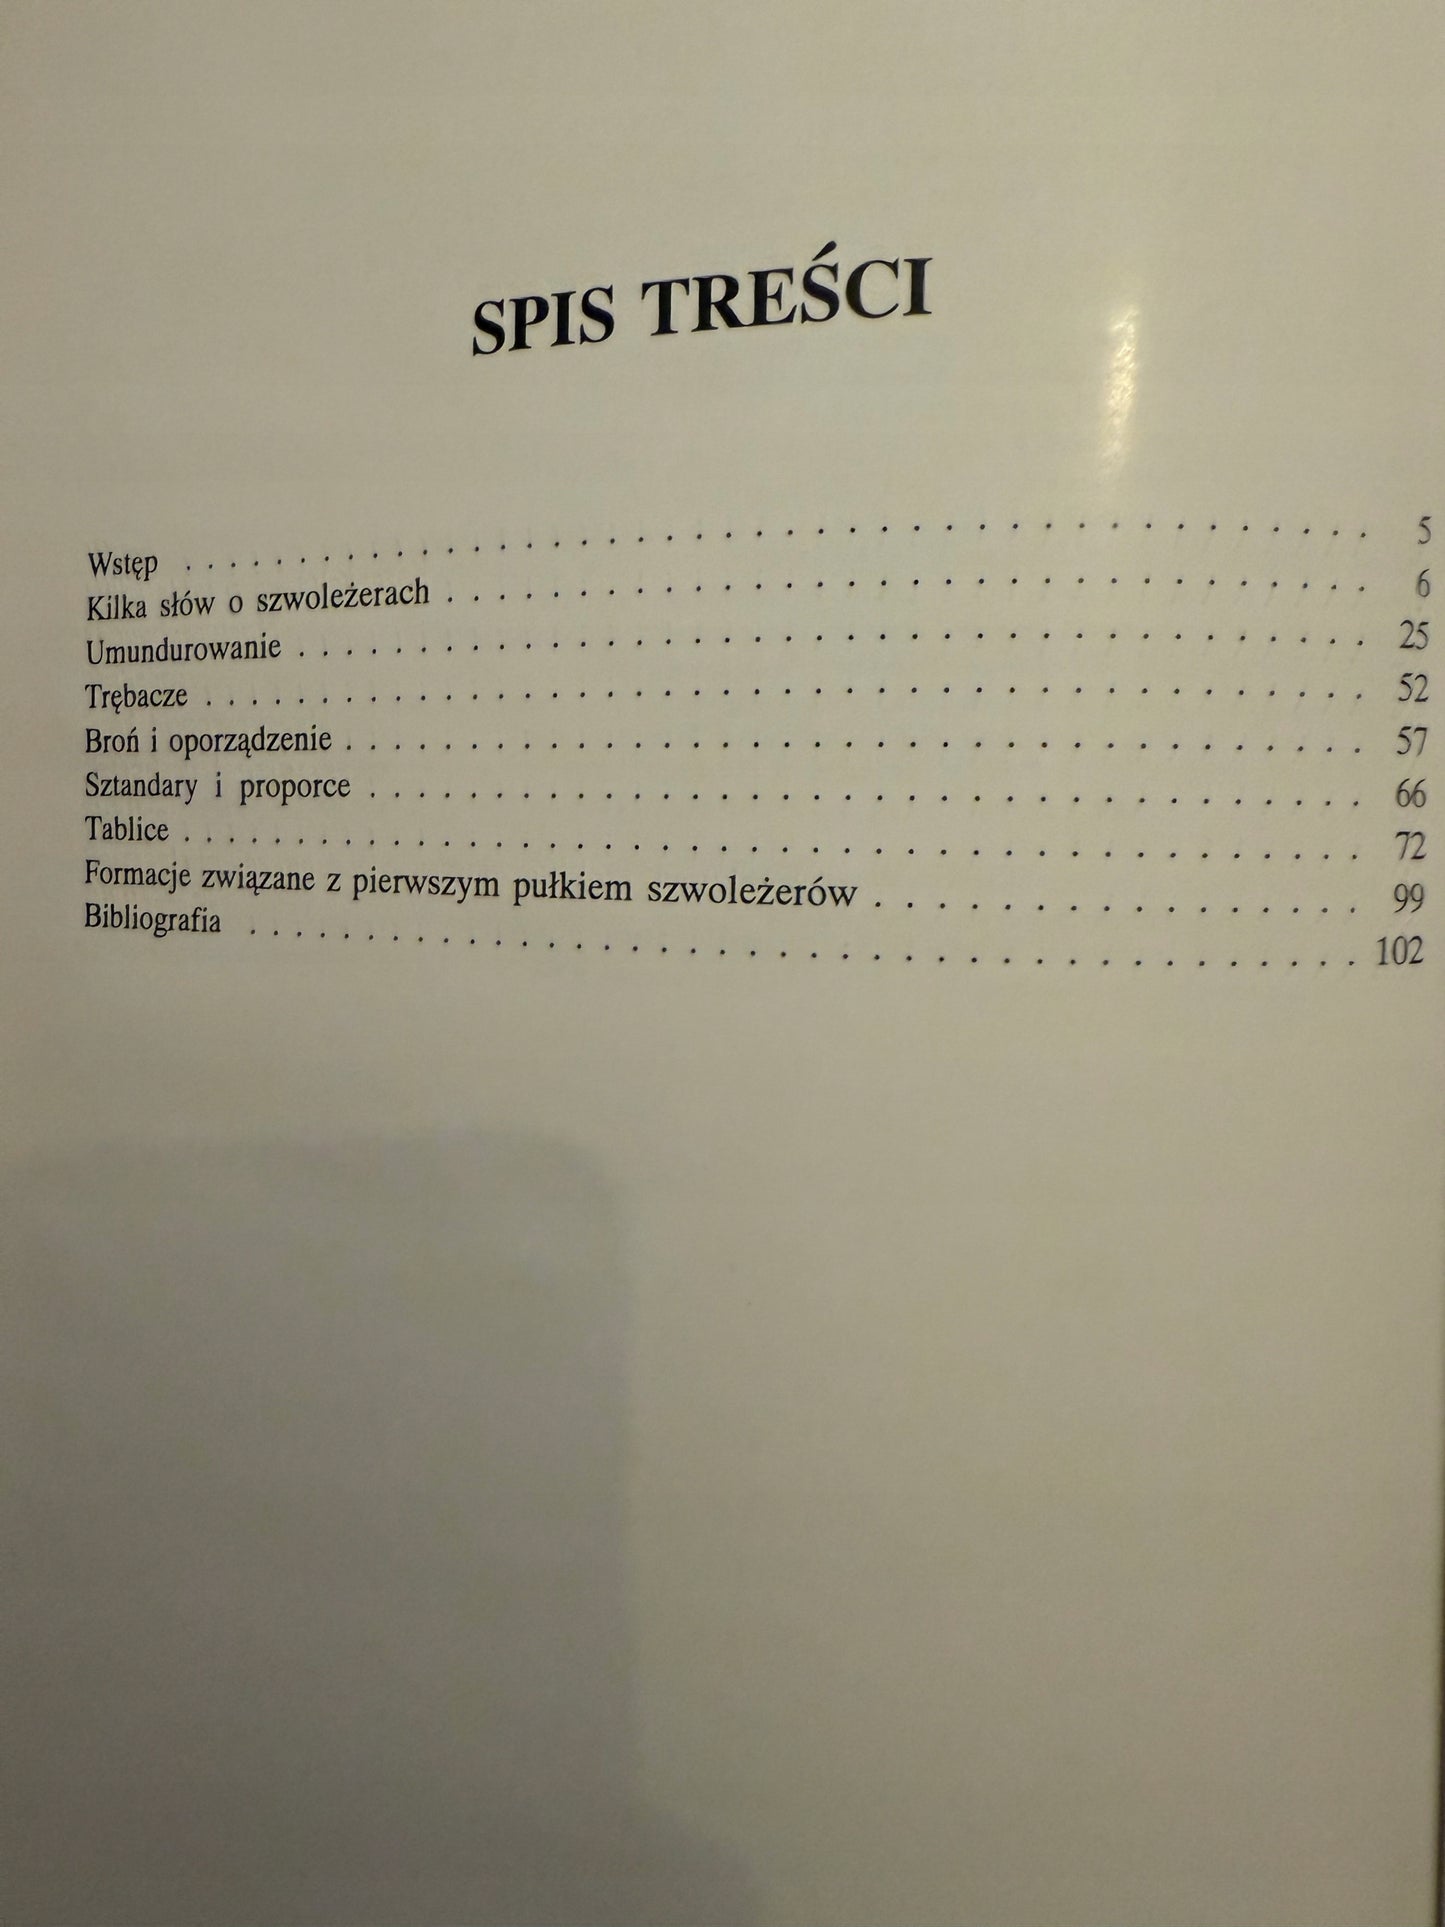 SPIS TREŚCI
Wstęp . . . . . . . . . . . . . . . . . . . . . . . . . . . . . . . . . . . . . . . . 5
Kilka słów o szwoleżerach . . . . . . . . . . . . . . . . . . . . . . . . . . . . . . 6
Umundurowanie . . . . . . . . . . . . . . . . . . . . . . . . . . . . . . . . . . . 25
Trębacze . . . . . . . . . . . . . . . . . . . . . . . . . . . . . . . . . . . . . . . 52
Broń i oporządzenie . . . . . . . . . . . . . . . . . . . . . . . . . . . . . . . . . 57
Sztandary i proporce . . . . . . . . . . . . . . . . . . . . . . . . . . . . . . . . 66
Tablice . . . . . . . . . . . . . . . . . . . . . . . . . . . . . . . . . . . . . . . . 72
Formacje związane z pierwszym pułkiem szwoleżerów . . . . . . . . . . . . . . . . 99
Bibliografia . . . . . . . . . . . . . . . . . . . . . . . . . . . . . . . . . . . . . 102